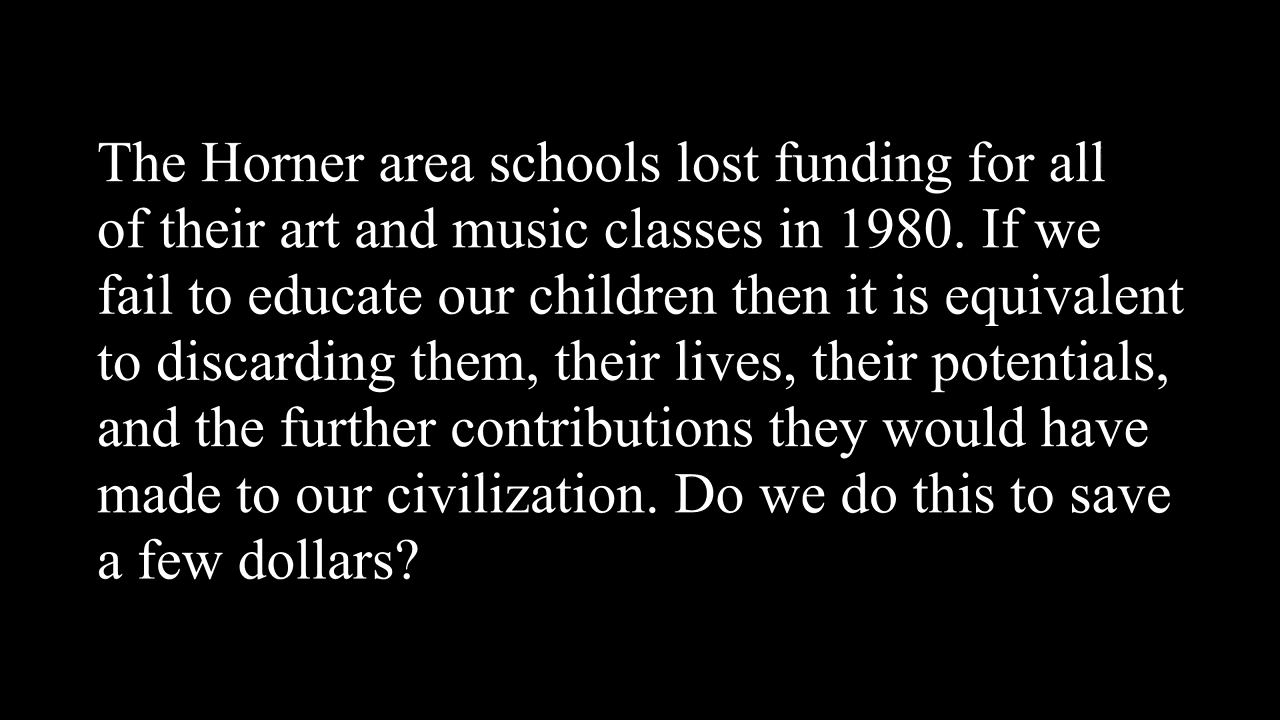 The Horner area schools lost funding for all
of their art and music classes in 1980. If we
fail to educate our children then it is equivalent
to discarding them, their lives, their potentials,
and the further contributions they would have
made to our civilization. Do we do this to save
a few dollars?